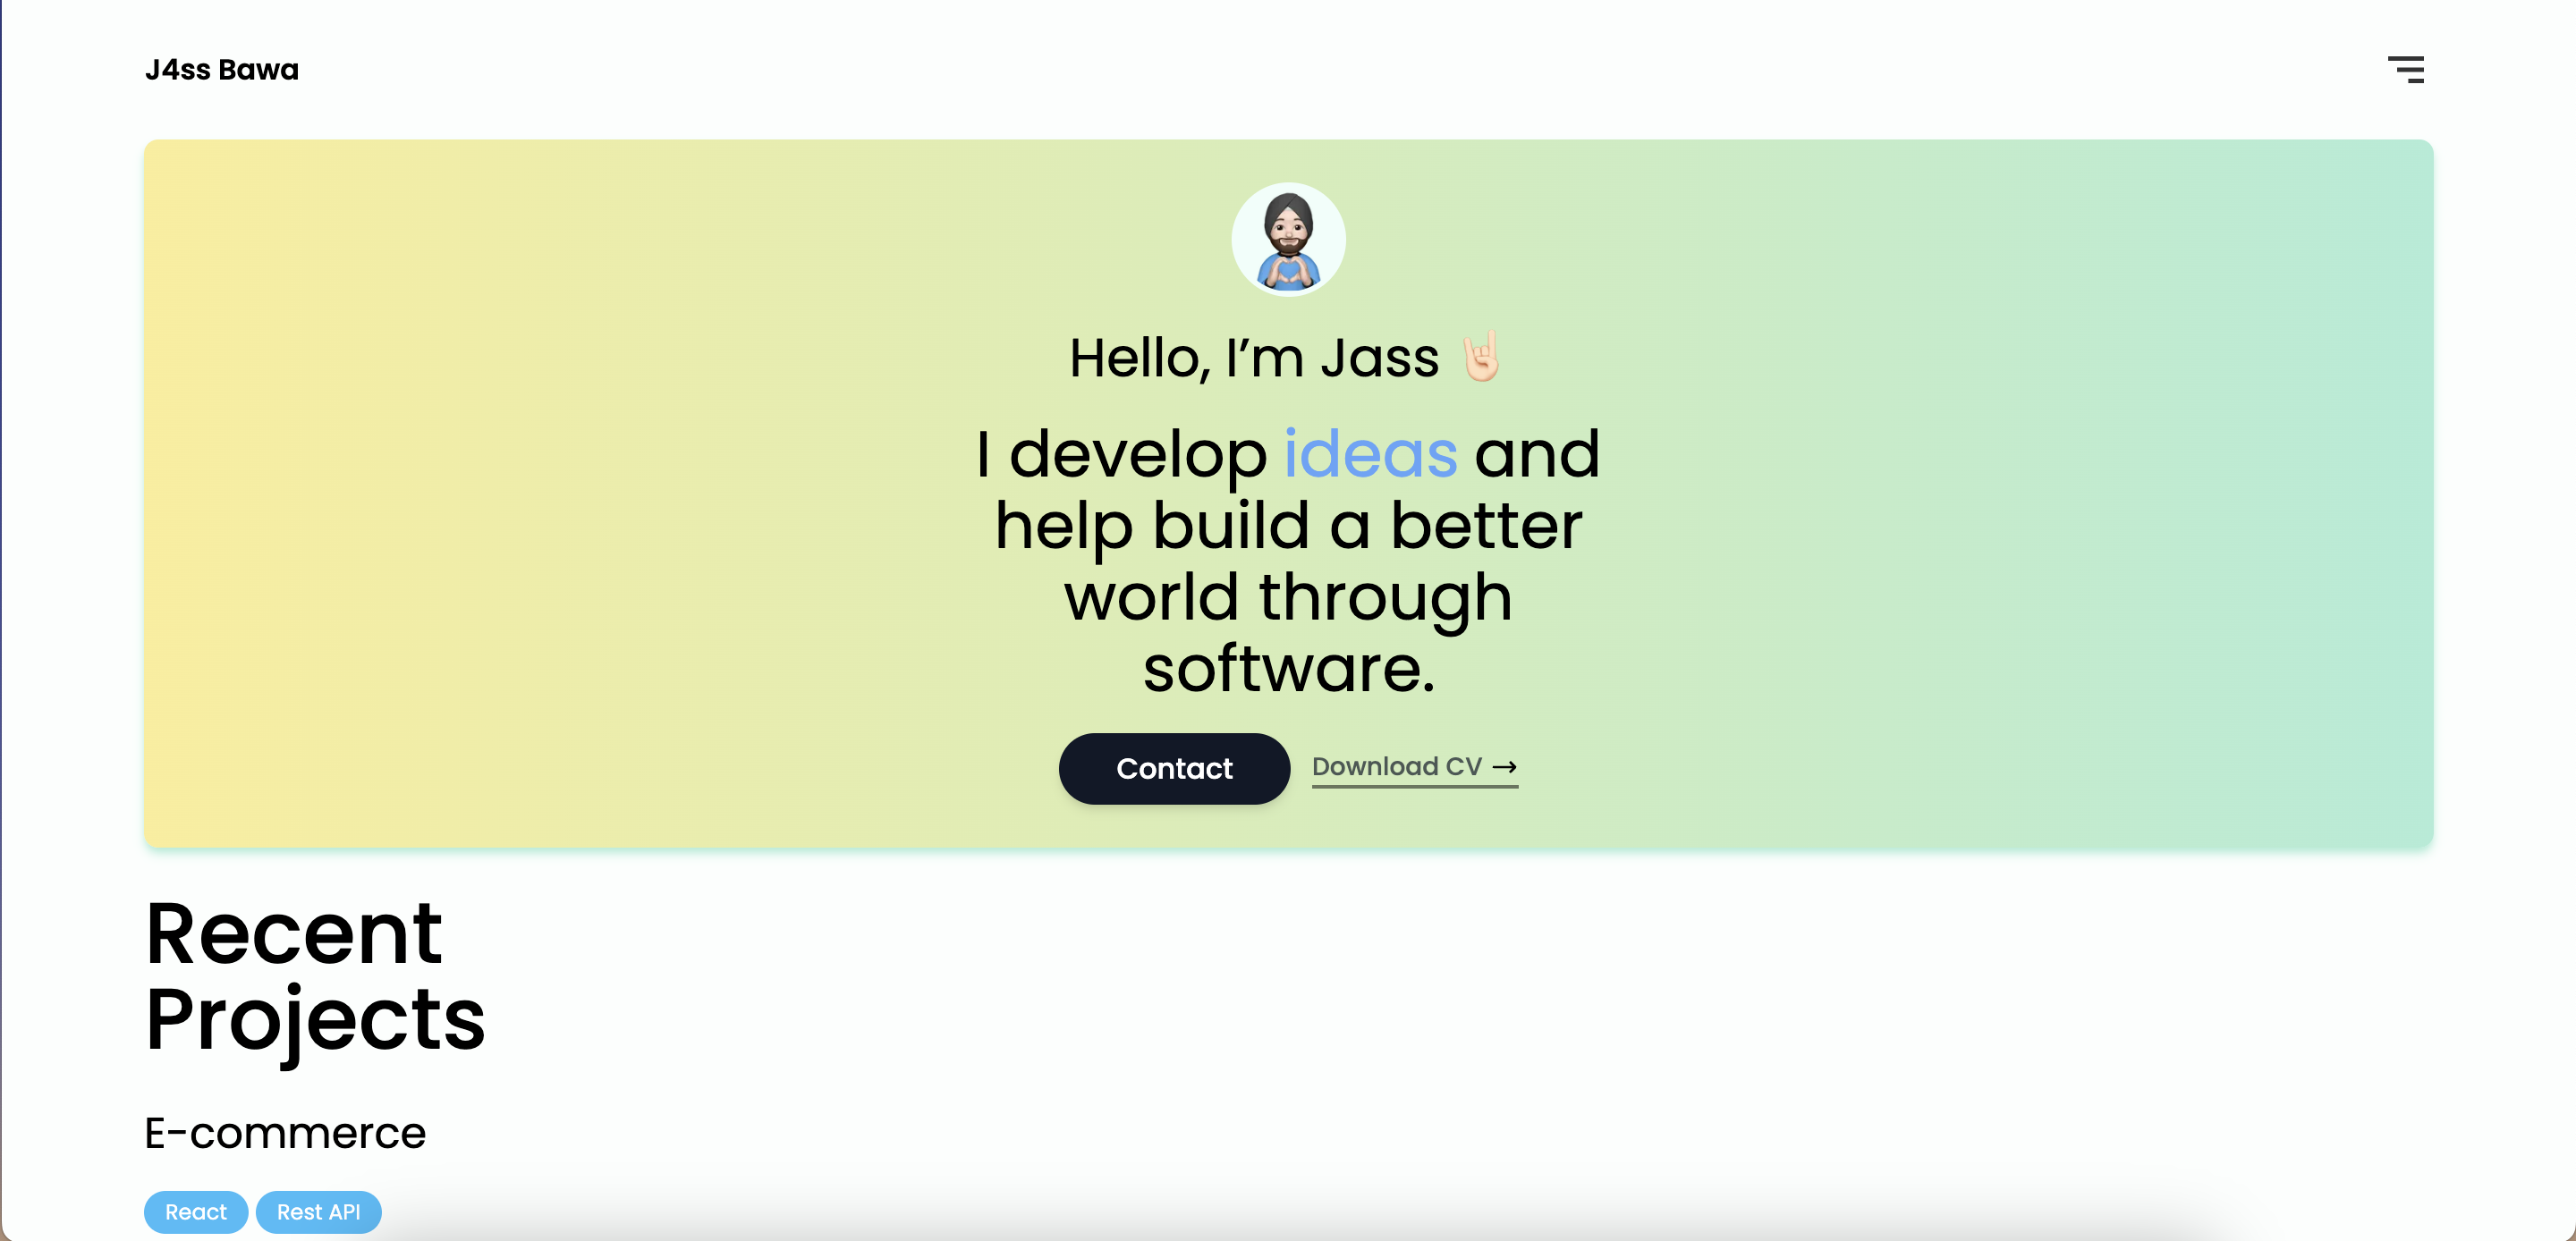 J4ss Bawa
Hello, I’m Jass 🤘🏻
I develop ideas and
help build a better
world through
software.
Contact
Download CV →
Recent
Projects
E-commerce
React
Rest API